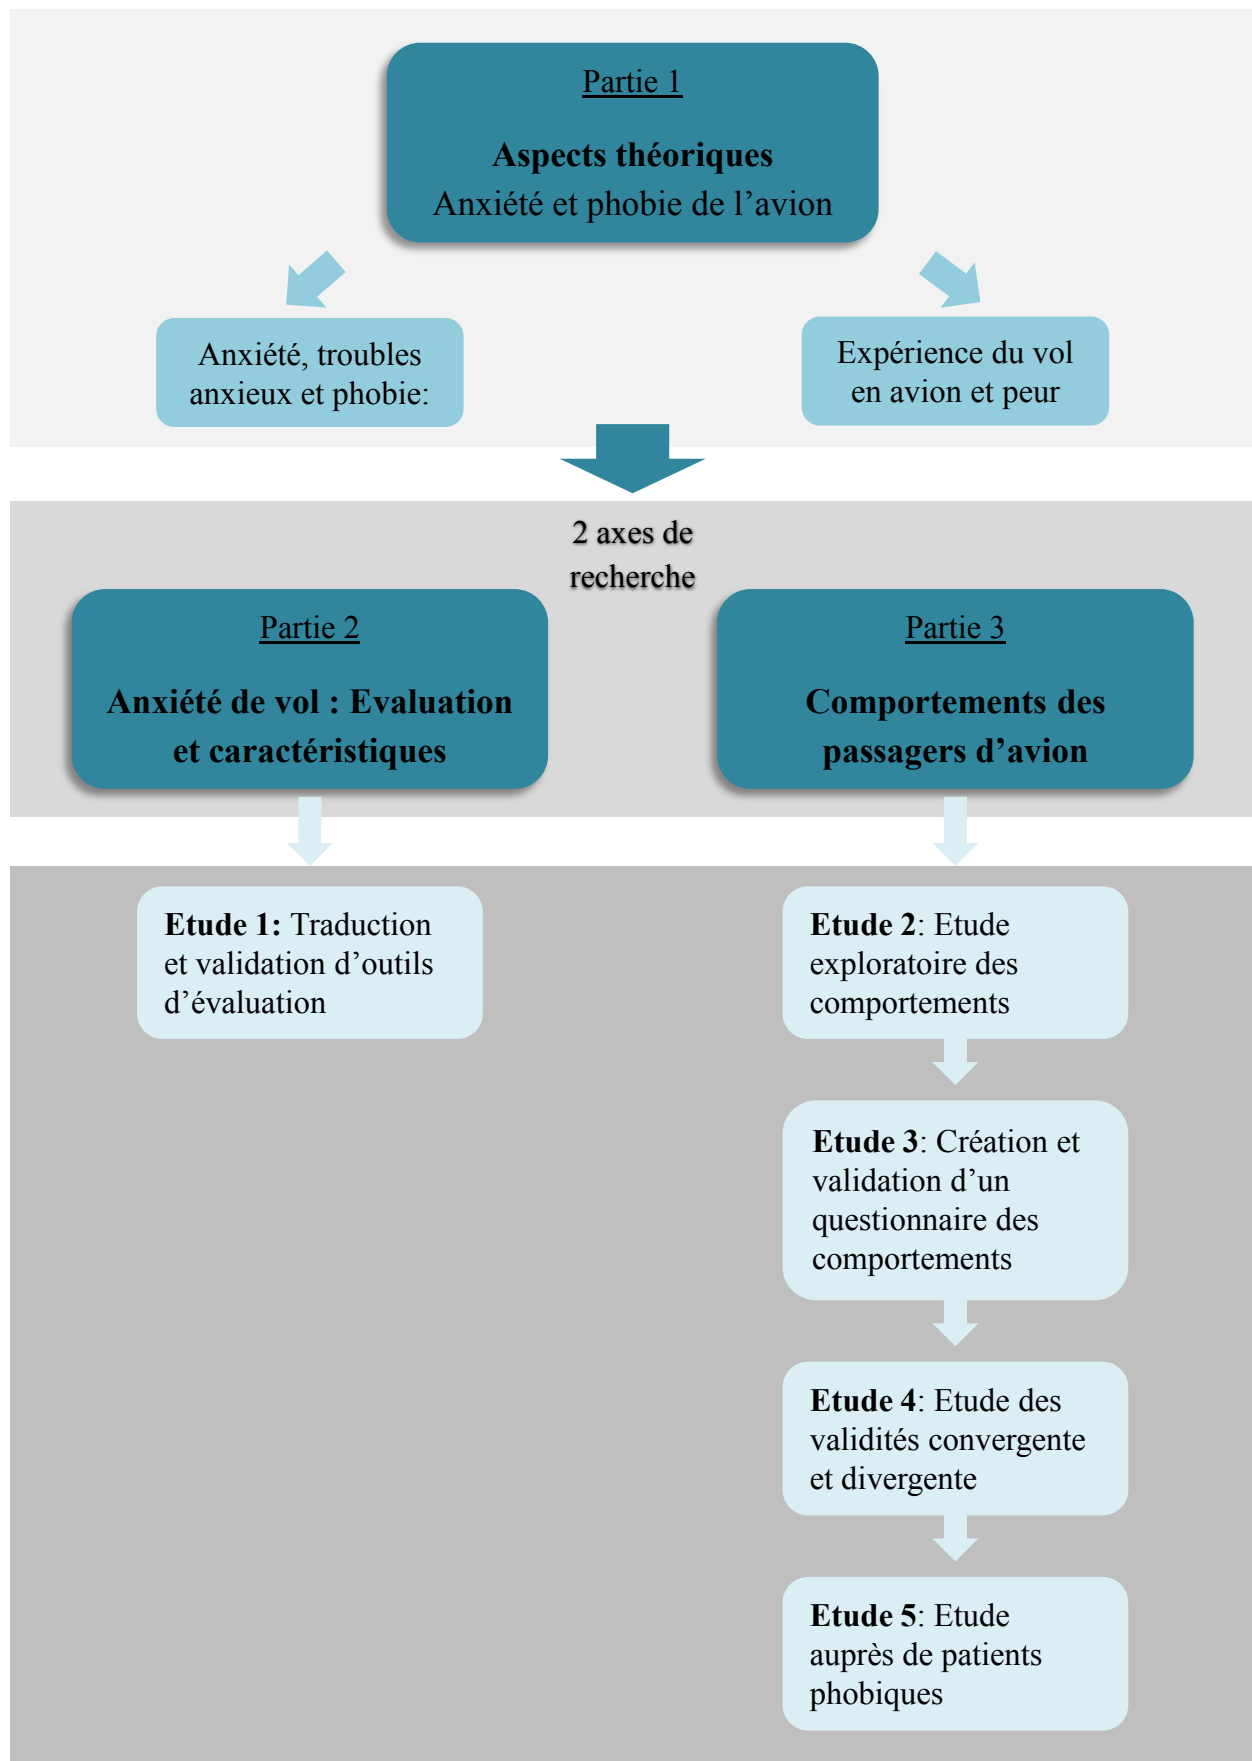 Partie 1
Aspects théoriques
Anxiété et phobie de l’avion
Anxiété, troubles
anxieux et phobie:
Expérience du vol
en avion et peur
2 axes de
recherche
Partie 2
Anxiété de vol : Evaluation
et caractéristiques
Partie 3
Comportements des
passagers d’avion
Etude 1: Traduction
et validation d’outils
d’évaluation
Etude 2: Etude
exploratoire des
comportements
Etude 3: Création et
validation d’un
questionnaire des
comportements
Etude 4: Etude des
validités convergente
et divergente
Etude 5: Etude
auprès de patients
phobiques